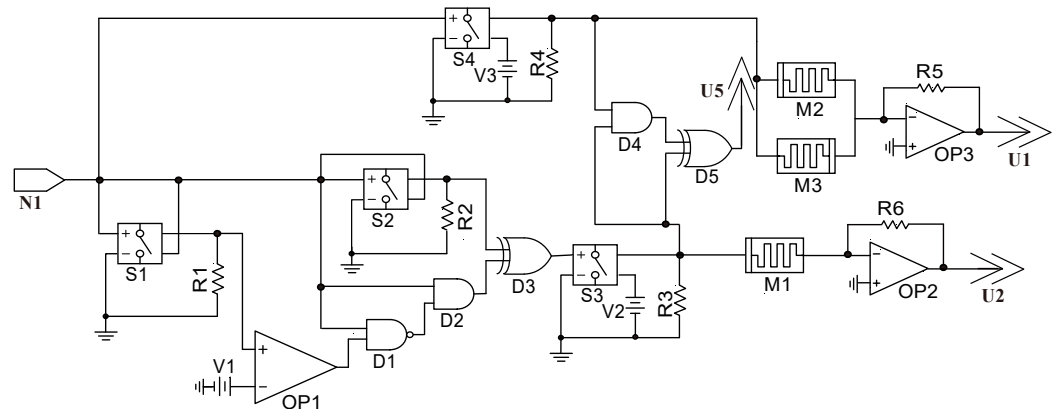 S4
V3
R4
U5
M2
M3
R5
OP3
U1
D4
D5
N1
S1
R1
S2
R2
D3
S3
V2
R3
M1
R6
OP2
U2
D2
D1
V1
OP1